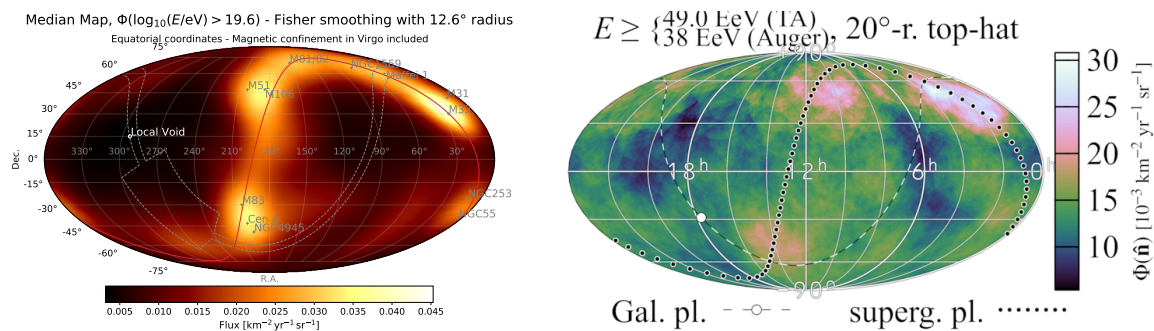 Median Map, Φ(log₁₀(E/eV) > 19.6) - Fisher smoothing with 12.6° radius
Equatorial coordinates - Magnetic confinement in Virgo included
75°
60°
45°
30°
15°
0°
-15°
-30°
-45°
-60°
-75°
Dec.
M81/82
M51
M31
Local Void
330° 300° 270° 240° 210° 180° 150° 120° 90° 60° 30°
NGC253
M83
NGC55
Cen A
NGC4945
R.A.
0.005 0.010 0.015 0.020 0.025 0.030 0.035 0.040 0.045
Flux [km⁻² yr⁻¹ sr⁻¹]
E ≥ {49.0 EeV (TA)
38 EeV (Auger), 20°-r. top-hat
+90°
18ʰ 12ʰ 6ʰ 0ʰ
-90°
30
25
20
15
10
Φ(n̂) [10⁻³ km⁻² yr⁻¹ sr⁻¹]
Gal. pl.
superg. pl.